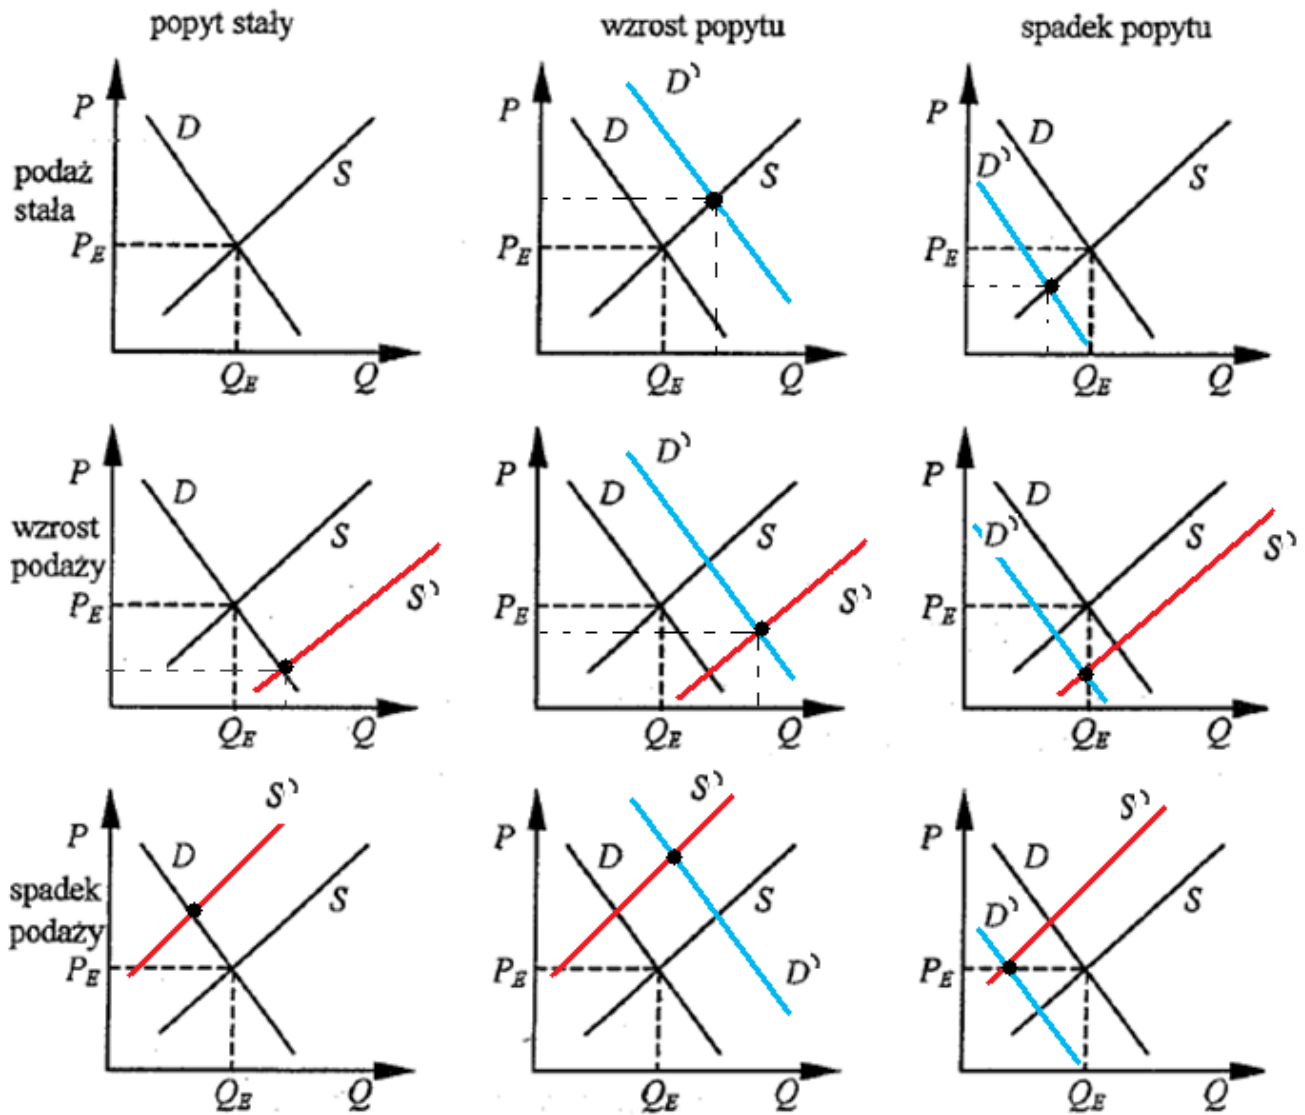 popyt stały
wzrost popytu
spadek popytu
podaż
stała
P
D
S
P_E
Q_E
Q
P
D
D'
S
P_E
Q_E
Q
P
D
D'
S
P_E
Q_E
Q
wzrost
podaży
P
D
S
S'
P_E
Q_E
Q
P
D
D'
S
S'
P_E
Q_E
Q
P
D
D'
S
S'
P_E
Q_E
Q
spadek
podaży
P
D
S'
S
P_E
Q_E
Q
P
D
S'
S
D'
P_E
Q_E
Q
P
D
S'
D'
S
P_E
Q_E
Q